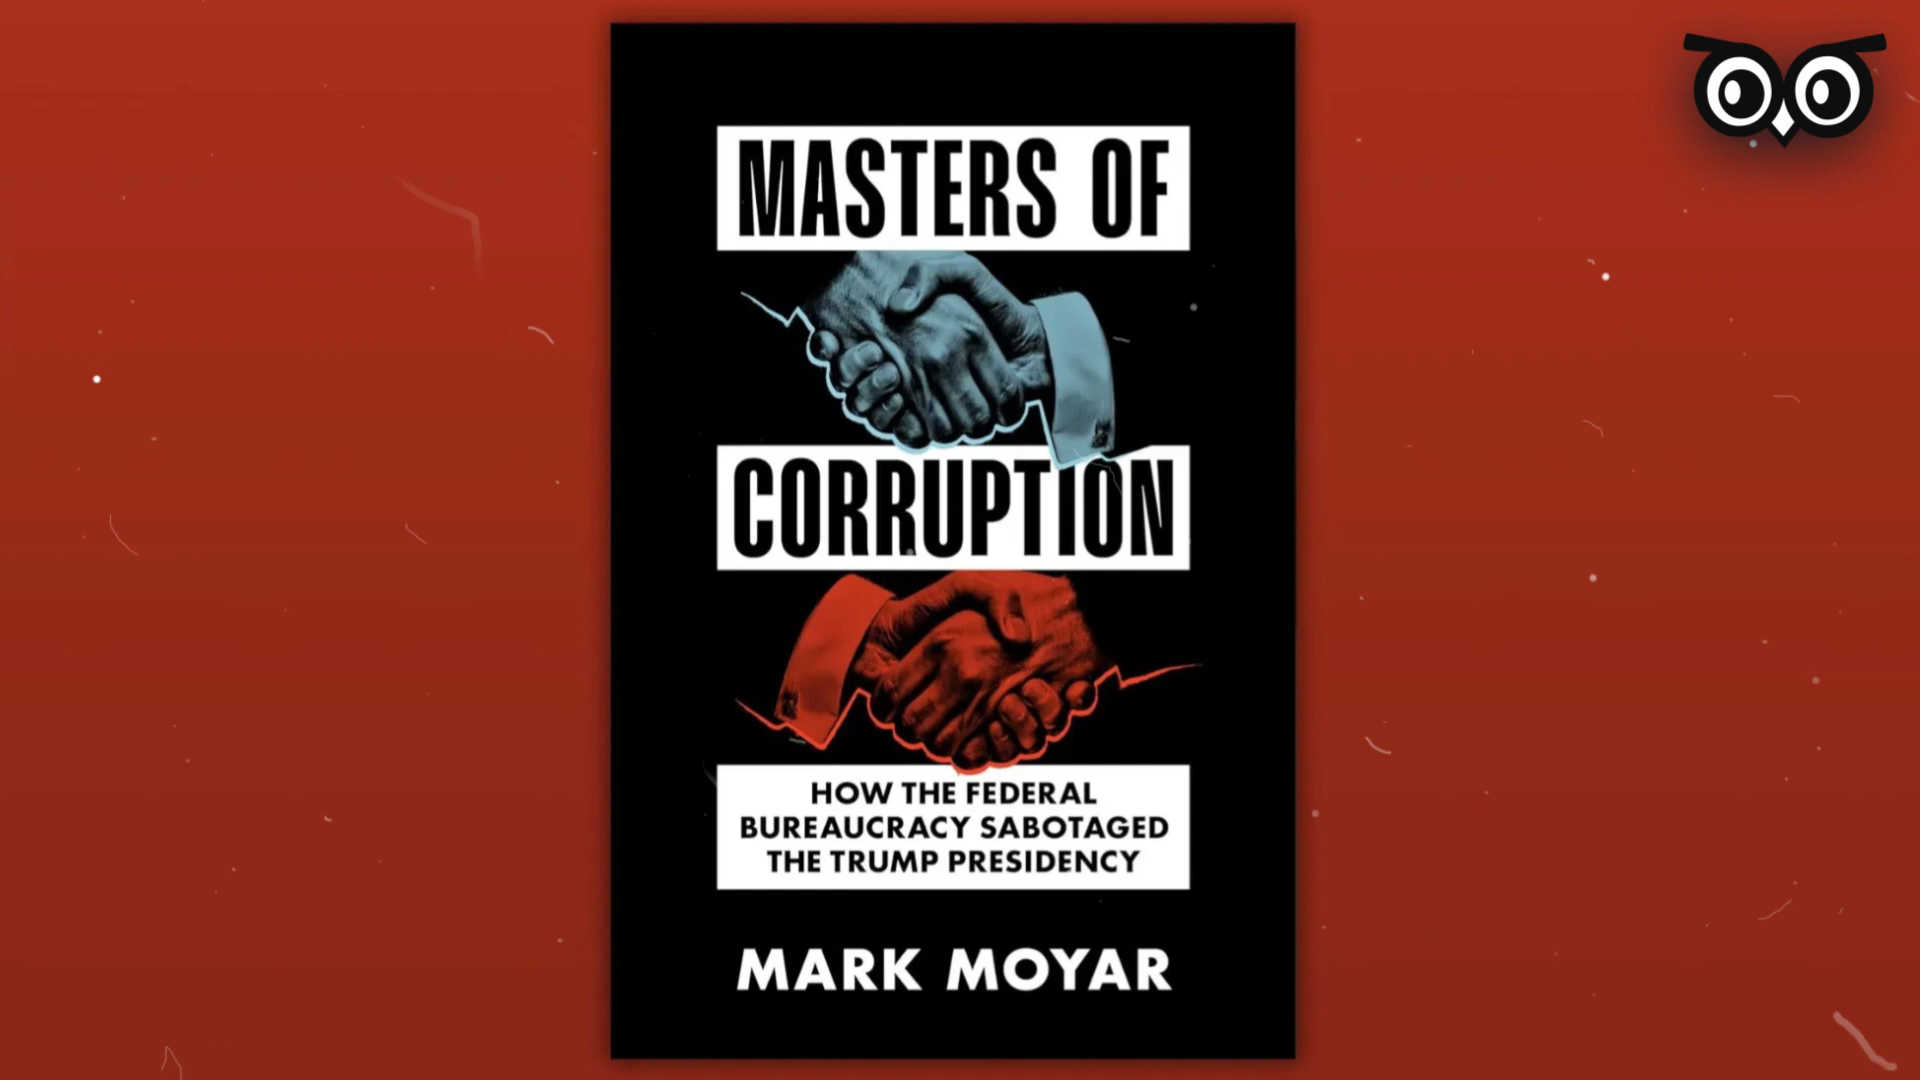 MASTERS OF
CORRUPTION
HOW THE FEDERAL
BUREAUCRACY SABOTAGED
THE TRUMP PRESIDENCY
MARK MOYAR